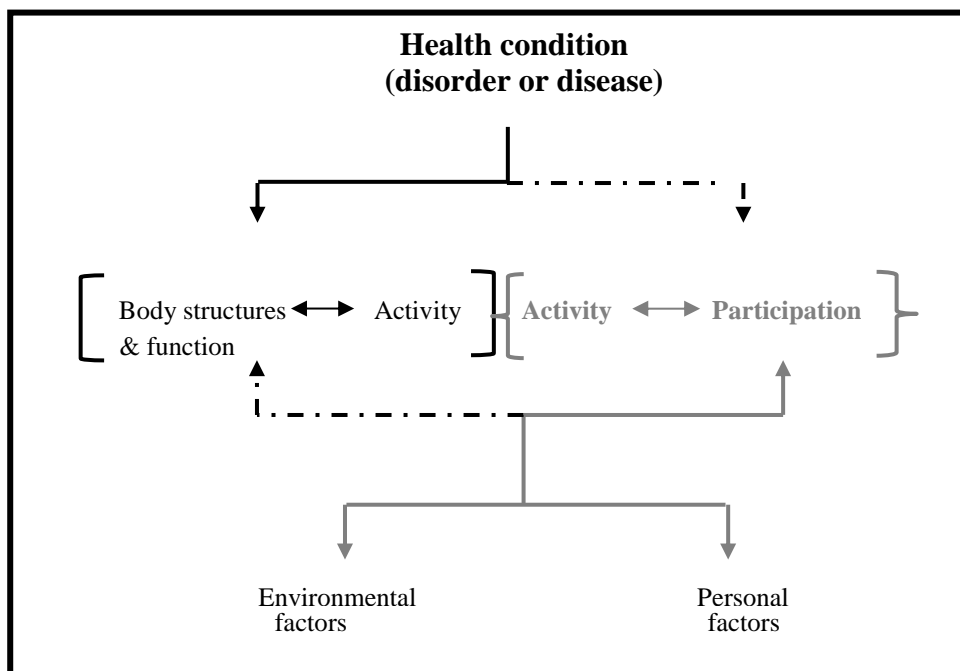 Health condition
(disorder or disease)
Body structures
& function
Activity
Activity
Participation
Environmental
factors
Personal
factors